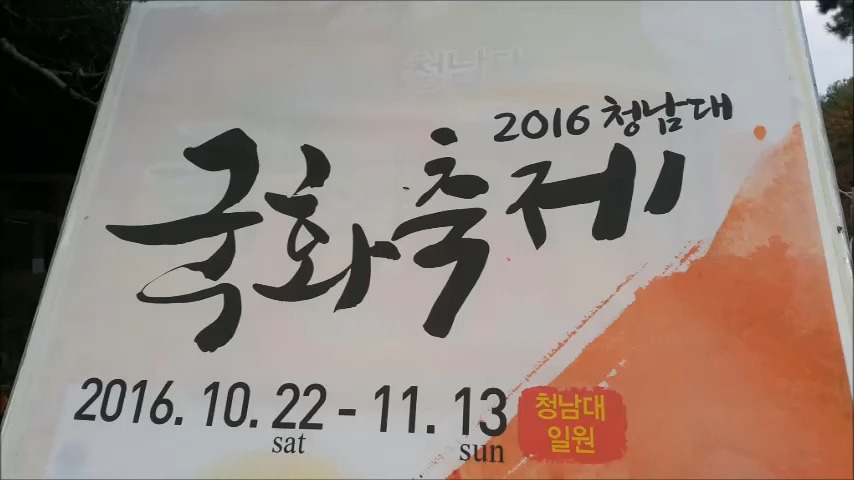 2016 청남대
국화축제
2016. 10. 22 - 11. 13
sat sun
청남대
일원